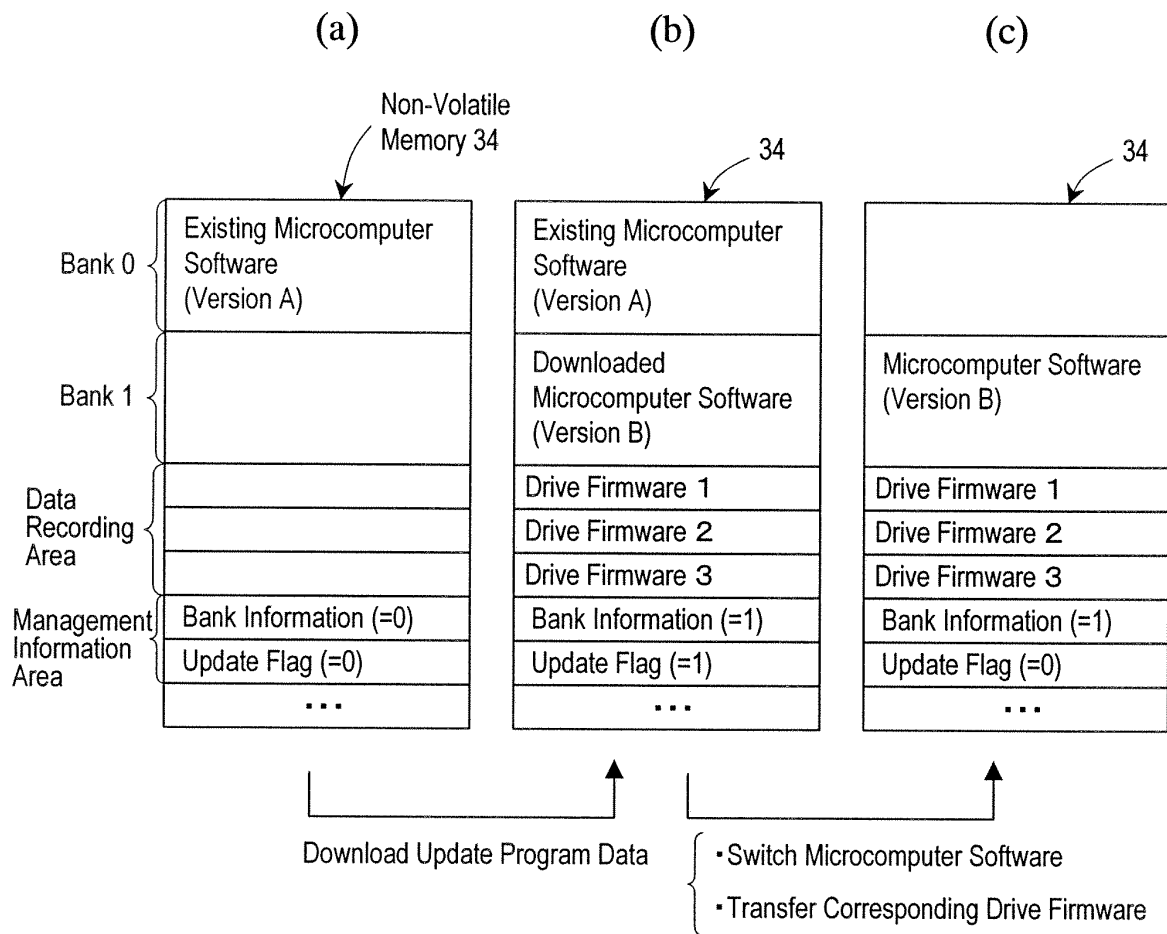 (a)
(b)
(c)
Non-Volatile
Memory 34
34
34
Bank 0
Existing Microcomputer
Software
(Version A)
Existing Microcomputer
Software
(Version A)
Bank 1
Downloaded
Microcomputer Software
(Version B)
Microcomputer Software
(Version B)
Data
Recording
Area
Drive Firmware 1
Drive Firmware 2
Drive Firmware 3
Drive Firmware 1
Drive Firmware 2
Drive Firmware 3
Management
Information
Area
Bank Information (=0)
Update Flag (=0)
...
Bank Information (=1)
Update Flag (=1)
...
Bank Information (=1)
Update Flag (=0)
...
Download Update Program Data
・Switch Microcomputer Software
・Transfer Corresponding Drive Firmware